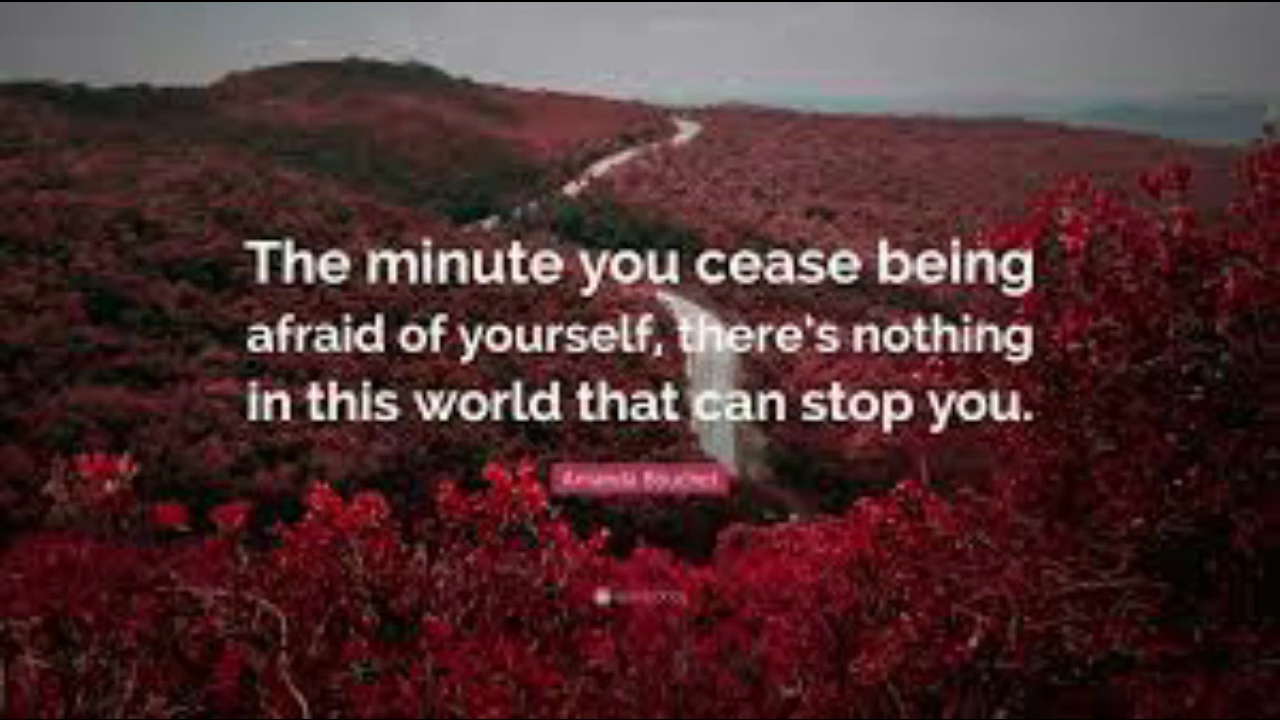 The minute you cease being
afraid of yourself, there's nothing
in this world that can stop you.
Amanda Bouchet